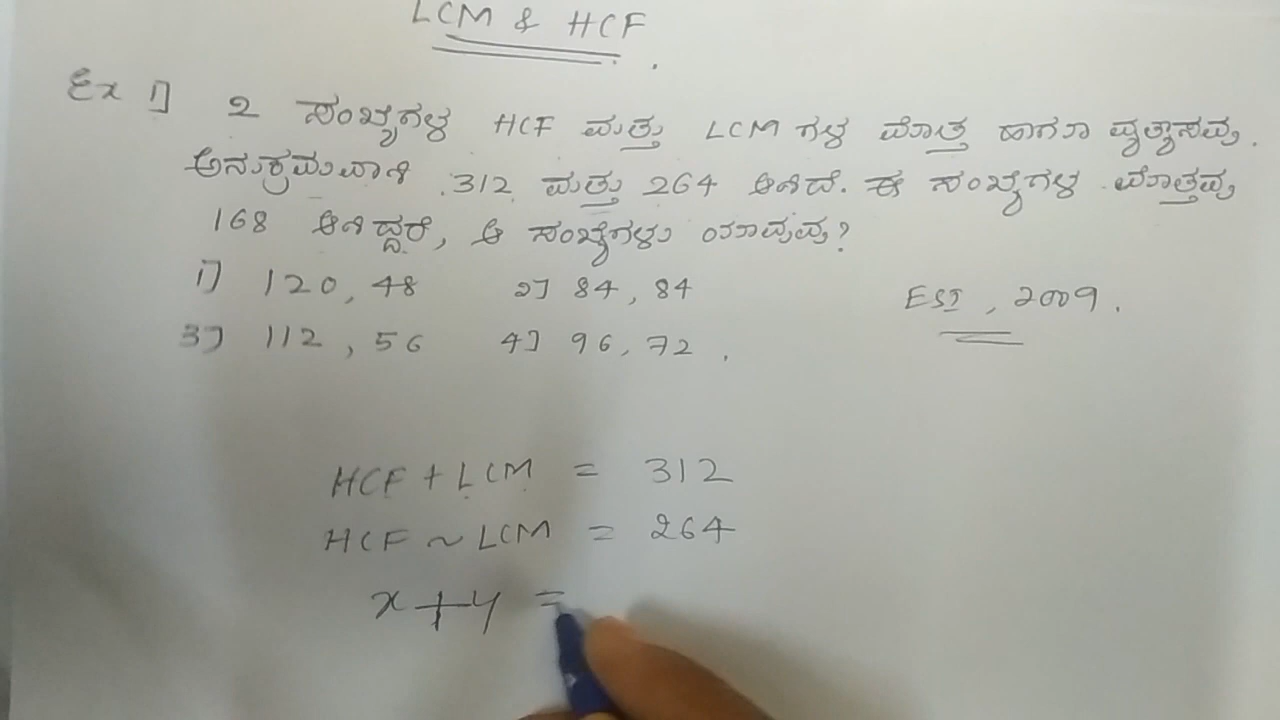 LCM & HCF.
Ex 1] 2 ಸಂಖ್ಯೆಗಳ HCF ಮತ್ತು LCM ಗಳ ಮೊತ್ತ ಹಾಗೂ ವ್ಯತ್ಯಾಸವು
ಅನುಕ್ರಮವಾಗಿ 312 ಮತ್ತು 264 ಆಗಿದೆ. ಈ ಸಂಖ್ಯೆಗಳ ಮೊತ್ತವು
168 ಆಗಿದ್ದರೆ, ಆ ಸಂಖ್ಯೆಗಳು ಯಾವುವು?
1] 120, 48 2] 84, 84
ESI, 2009.
3] 112, 56 4] 96, 72.
HCF + LCM = 312
HCF ~ LCM = 264
x + y =